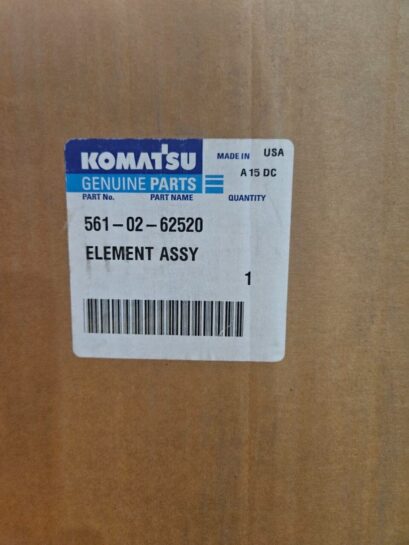 KOMATSU MADE IN USA
GENUINE PARTS A 15 DC
PART No. PART NAME QUANTITY
561-02-62520
ELEMENT ASSY
1